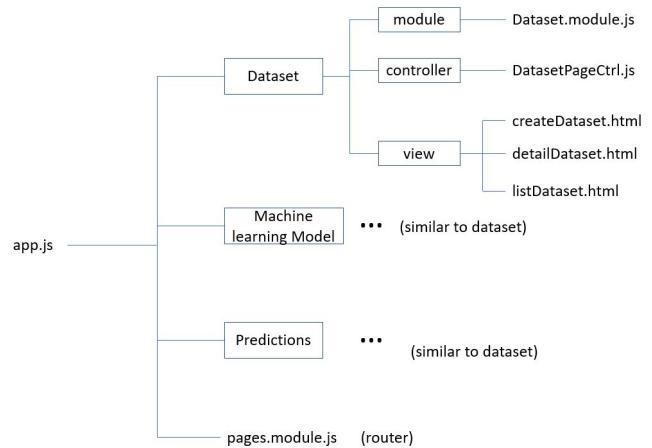 module
Dataset.module.js
Dataset
controller
DatasetPageCtrl.js
createDataset.html
view
detailDataset.html
listDataset.html
Machine
learning Model
••• (similar to dataset)
app.js
Predictions
•••
(similar to dataset)
pages.module.js (router)